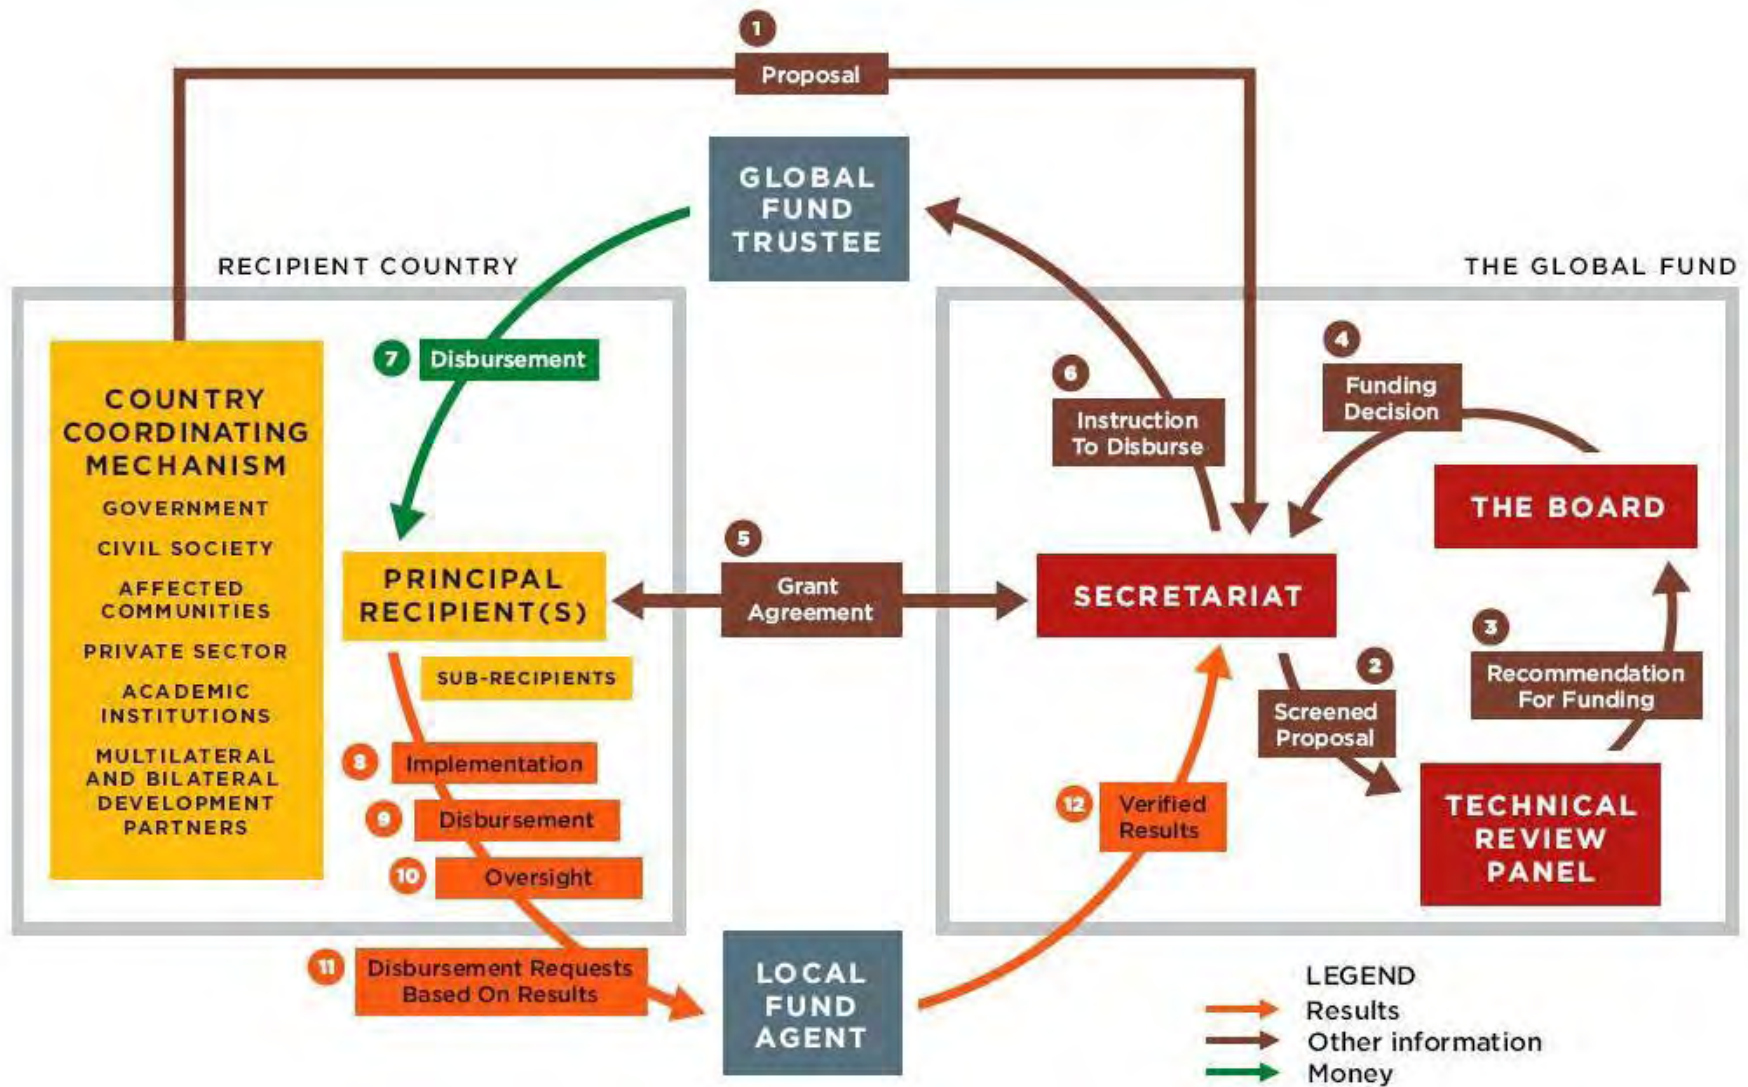 1
Proposal
GLOBAL
FUND
TRUSTEE
RECIPIENT COUNTRY
THE GLOBAL FUND
COUNTRY
COORDINATING
MECHANISM
GOVERNMENT
CIVIL SOCIETY
AFFECTED
COMMUNITIES
PRIVATE SECTOR
ACADEMIC
INSTITUTIONS
MULTILATERAL
AND BILATERAL
DEVELOPMENT
PARTNERS
7 Disbursement
PRINCIPAL
RECIPIENT(S)
SUB-RECIPIENTS
8 Implementation
9 Disbursement
10 Oversight
11 Disbursement Requests
Based On Results
5
Grant
Agreement
LOCAL
FUND
AGENT
6
Instruction
To Disburse
4
Funding
Decision
THE BOARD
SECRETARIAT
3
Recommendation
For Funding
2
Screened
Proposal
12 Verified
Results
TECHNICAL
REVIEW
PANEL
LEGEND
Results
Other information
Money